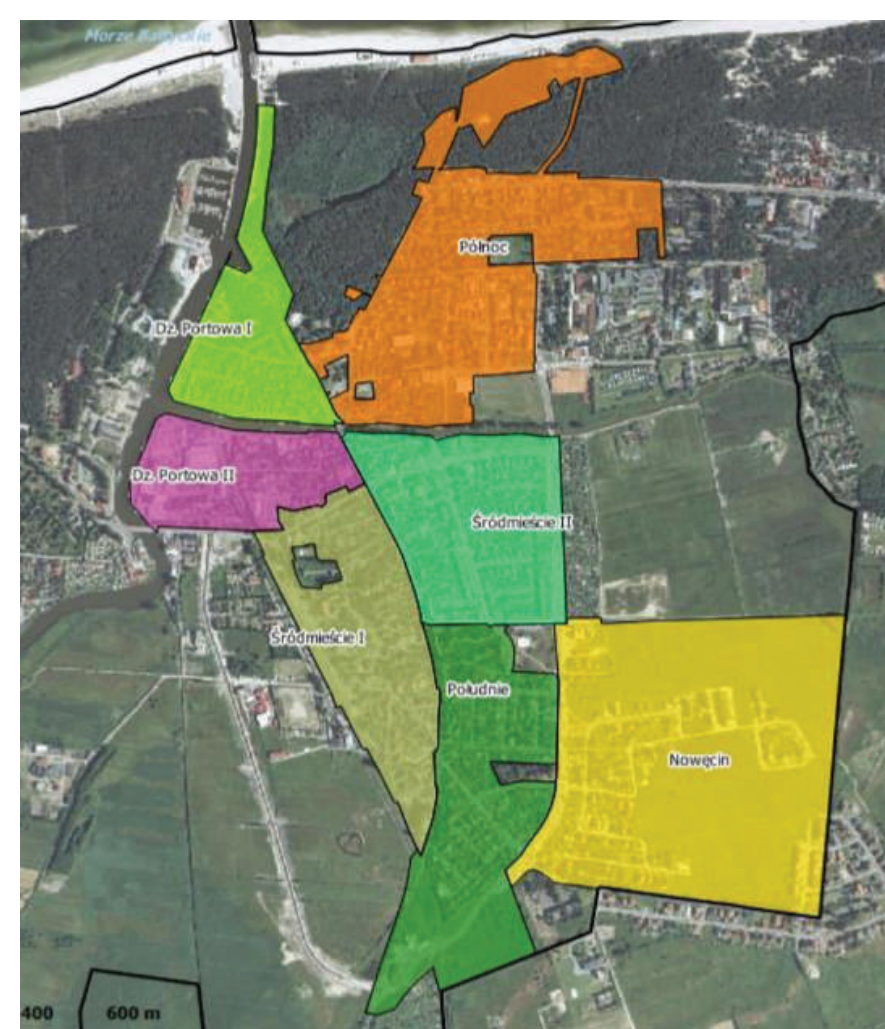 Morze Bałtyckie
Północ
Dz. Portowa I
Dz. Portowa II
Śródmieście II
Śródmieście I
Południe
Nowęcin
400
600 m